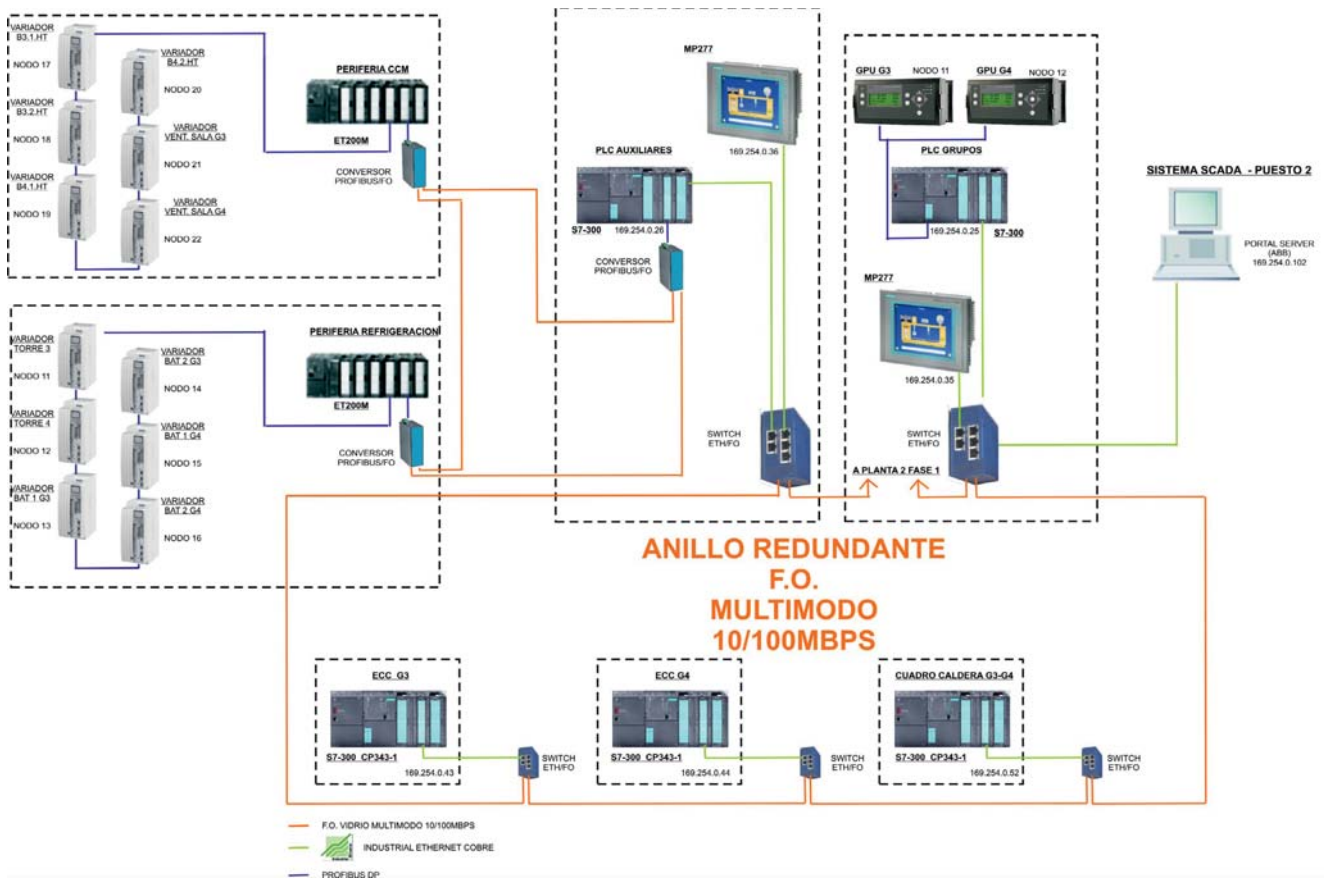 VARIADOR
B3.1.HT
NODO 17
VARIADOR
B3.2.HT
NODO 18
VARIADOR
B4.1.HT
NODO 19
VARIADOR
B4.2.HT
NODO 20
VARIADOR
VENT. SALA G3
NODO 21
VARIADOR
VENT. SALA G4
NODO 22
PERIFERIA CCM
ET200M
CONVERSOR
PROFIBUS/FO
VARIADOR
TORRE 3
NODO 11
VARIADOR
TORRE 4
NODO 12
VARIADOR
BAT 1 G3
NODO 13
VARIADOR
BAT 2 G3
NODO 14
VARIADOR
BAT 1 G4
NODO 15
VARIADOR
BAT 2 G4
NODO 16
PERIFERIA REFRIGERACION
ET200M
CONVERSOR
PROFIBUS/FO
MP277
169.254.0.36
PLC AUXILIARES
S7-300 169.254.0.26
CONVERSOR
PROFIBUS/FO
SWITCH
ETH/FO
GPU G3 NODO 11 GPU G4 NODO 12
PLC GRUPOS
169.254.0.25 S7-300
MP277
169.254.0.35
SWITCH
ETH/FO
A PLANTA 2 FASE 1
SISTEMA SCADA - PUESTO 2
PORTAL SERVER
(ABB)
169.254.0.102
ANILLO REDUNDANTE
F.O.
MULTIMODO
10/100MBPS
ECC G3
S7-300 CP343-1
169.254.0.43
SWITCH
ETH/FO
ECC G4
S7-300 CP343-1
169.254.0.44
SWITCH
ETH/FO
CUADRO CALDERA G3-G4
S7-300 CP343-1
169.254.0.52
SWITCH
ETH/FO
F.O. VIDRIO MULTIMODO 10/100MBPS
INDUSTRIAL ETHERNET COBRE
PROFIBUS DP